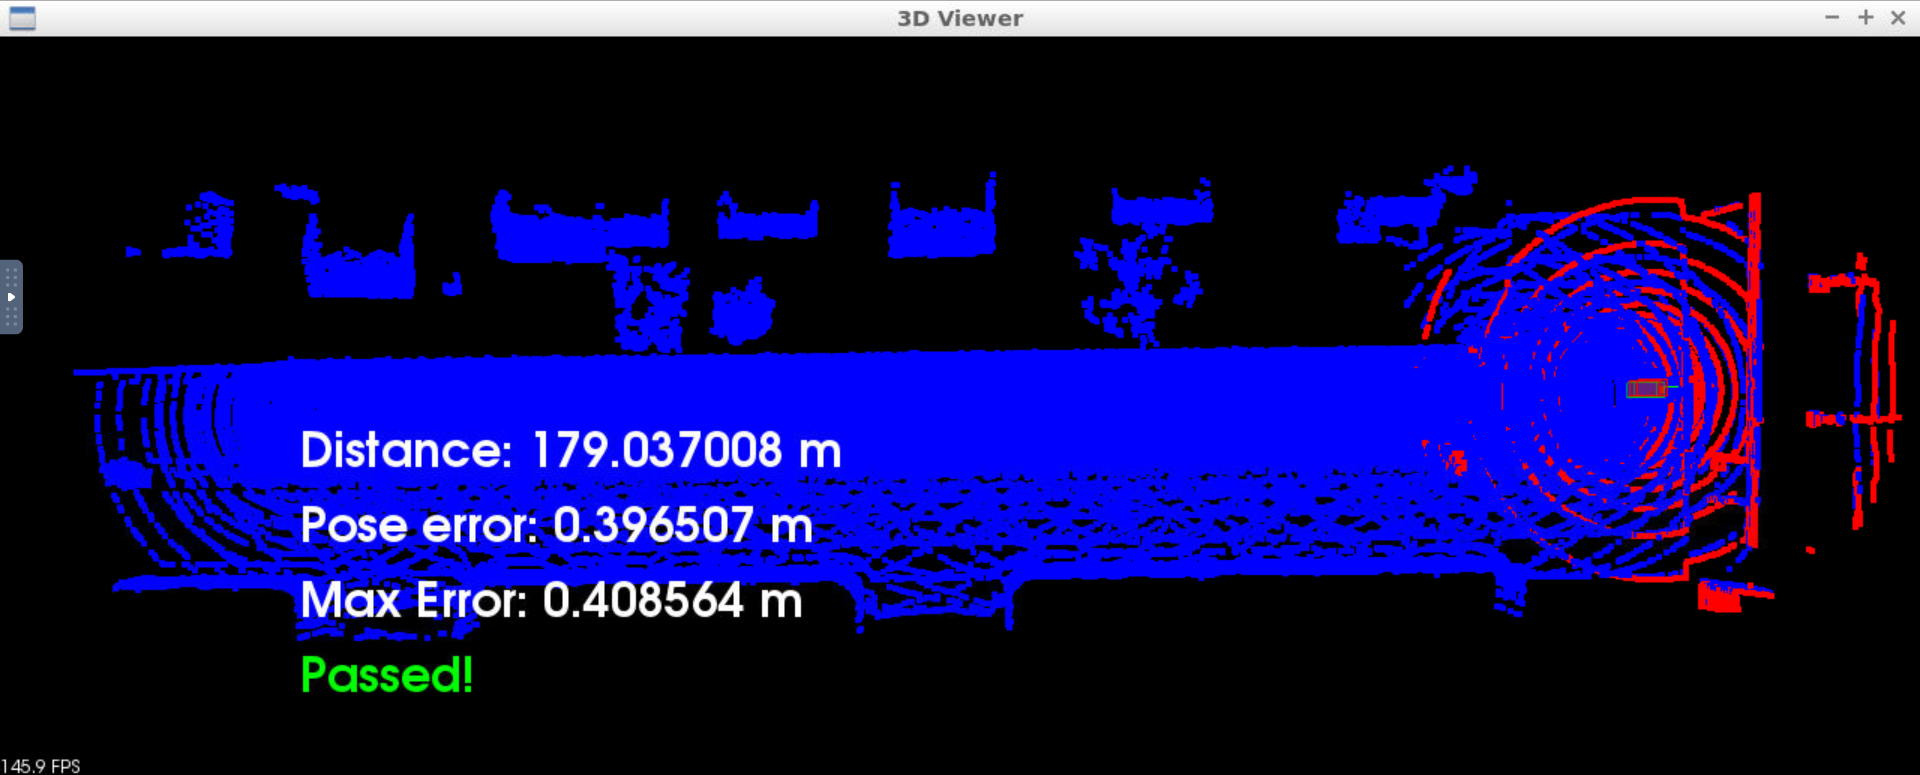 3D Viewer
Distance: 179.037008 m
Pose error: 0.396507 m
Max Error: 0.408564 m
Passed!
145.9 FPS